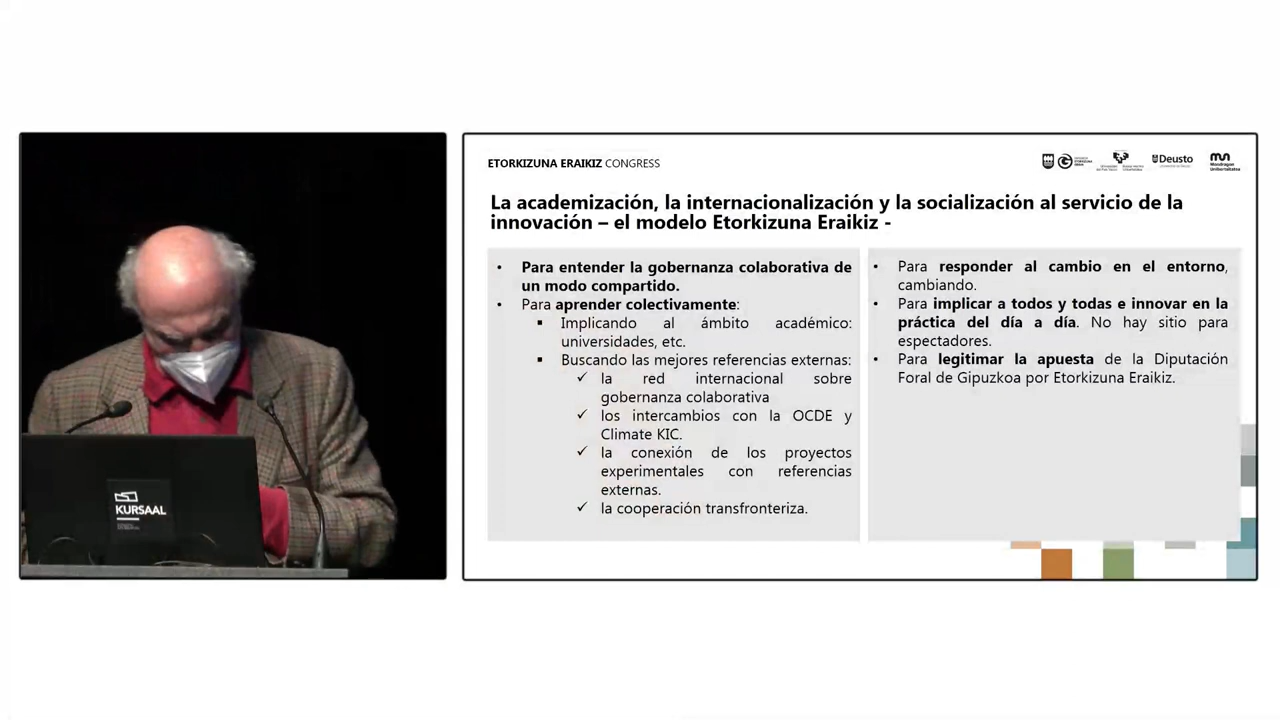 KURSAAL
ETORKIZUNA ERAIKIZ CONGRESS
Deusto
Mondragon
Unibertsitatea
La academización, la internacionalización y la socialización al servicio de la
innovación – el modelo Etorkizuna Eraikiz -
• Para entender la gobernanza colaborativa de
un modo compartido.
• Para aprender colectivamente:
▪ Implicando al ámbito académico:
universidades, etc.
▪ Buscando las mejores referencias externas:
✓ la red internacional sobre
gobernanza colaborativa
✓ los intercambios con la OCDE y
Climate KIC.
✓ la conexión de los proyectos
experimentales con referencias
externas.
✓ la cooperación transfronteriza.
• Para responder al cambio en el entorno,
cambiando.
• Para implicar a todos y todas e innovar en la
práctica del día a día. No hay sitio para
espectadores.
• Para legitimar la apuesta de la Diputación
Foral de Gipuzkoa por Etorkizuna Eraikiz.